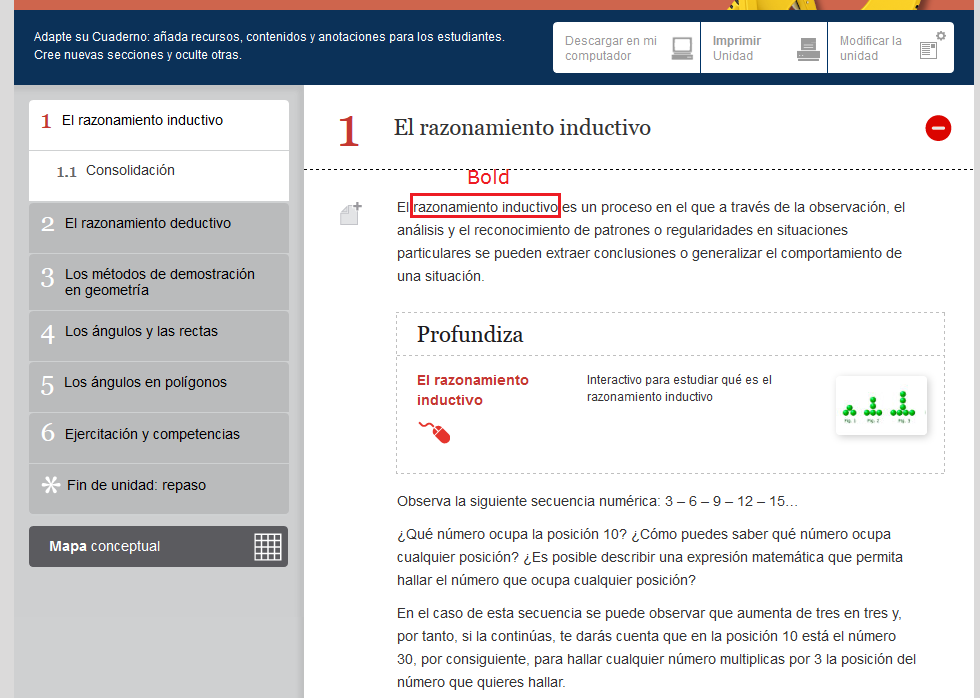 Adapte su Cuaderno: añada recursos, contenidos y anotaciones para los estudiantes.
Cree nuevas secciones y oculte otras.
Descargar en mi
computador
Imprimir
Unidad
Modificar la
unidad
1 El razonamiento inductivo
1.1 Consolidación
2 El razonamiento deductivo
3 Los métodos de demostración
en geometría
4 Los ángulos y las rectas
5 Los ángulos en polígonos
6 Ejercitación y competencias
Fin de unidad: repaso
Mapa conceptual
1 El razonamiento inductivo
Bold
El razonamiento inductivo es un proceso en el que a través de la observación, el
análisis y el reconocimiento de patrones o regularidades en situaciones
particulares se pueden extraer conclusiones o generalizar el comportamiento de
una situación.
Profundiza
El razonamiento
inductivo
Interactivo para estudiar qué es el
razonamiento inductivo
Fig. 1 Fig. 2 Fig. 3
Observa la siguiente secuencia numérica: 3 – 6 – 9 – 12 – 15…
¿Qué número ocupa la posición 10? ¿Cómo puedes saber qué número ocupa
cualquier posición? ¿Es posible describir una expresión matemática que permita
hallar el número que ocupa cualquier posición?
En el caso de esta secuencia se puede observar que aumenta de tres en tres y,
por tanto, si la continúas, te darás cuenta que en la posición 10 está el número
30, por consiguiente, para hallar cualquier número multiplicas por 3 la posición del
número que quieres hallar.